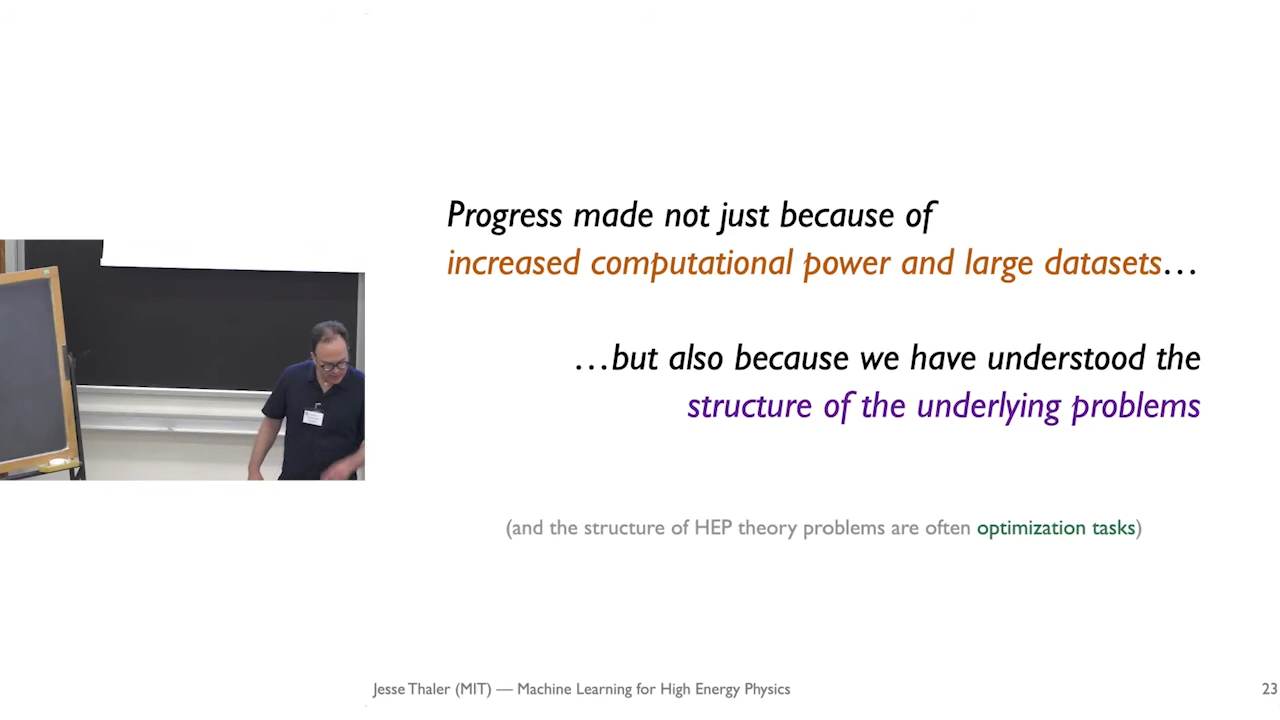 Progress made not just because of
increased computational power and large datasets…
…but also because we have understood the
structure of the underlying problems
(and the structure of HEP theory problems are often optimization tasks)
Jesse Thaler (MIT) — Machine Learning for High Energy Physics
23